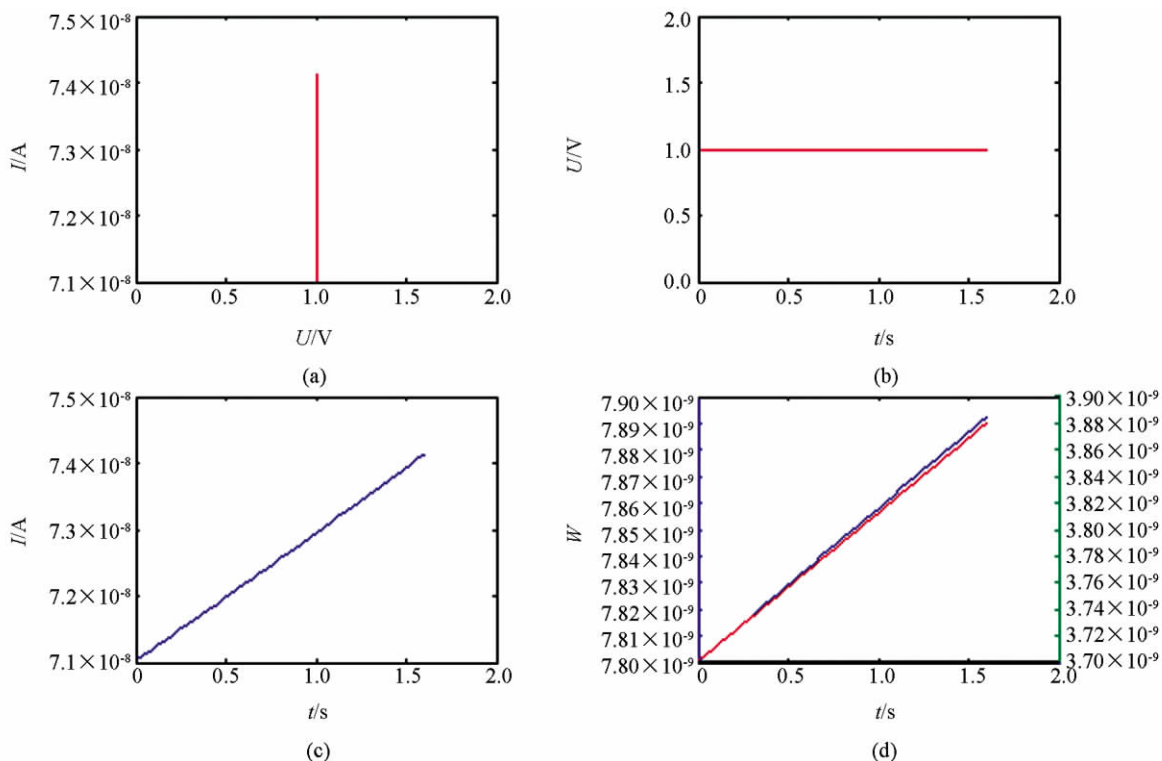 7.5×10⁻⁸
7.4×10⁻⁸
7.3×10⁻⁸
7.2×10⁻⁸
7.1×10⁻⁸
I/A
0 0.5 1.0 1.5 2.0
U/V
(a)
2.0
1.5
1.0
0.5
0.0
U/V
0 0.5 1.0 1.5 2.0
t/s
(b)
7.5×10⁻⁸
7.4×10⁻⁸
7.3×10⁻⁸
7.2×10⁻⁸
7.1×10⁻⁸
I/A
0 0.5 1.0 1.5 2.0
t/s
(c)
7.90×10⁻⁹
7.89×10⁻⁹
7.88×10⁻⁹
7.87×10⁻⁹
7.86×10⁻⁹
7.85×10⁻⁹
7.84×10⁻⁹
7.83×10⁻⁹
7.82×10⁻⁹
7.81×10⁻⁹
7.80×10⁻⁹
W
3.90×10⁻⁹
3.88×10⁻⁹
3.86×10⁻⁹
3.84×10⁻⁹
3.82×10⁻⁹
3.80×10⁻⁹
3.78×10⁻⁹
3.76×10⁻⁹
3.74×10⁻⁹
3.72×10⁻⁹
3.70×10⁻⁹
0 0.5 1.0 1.5 2.0
t/s
(d)